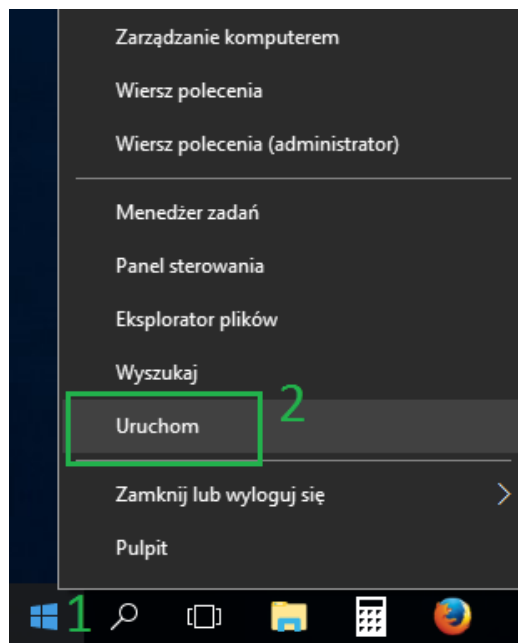 Zarządzanie komputerem
Wiersz polecenia
Wiersz polecenia (administrator)
Menedżer zadań
Panel sterowania
Eksplorator plików
Wyszukaj
Uruchom
2
Zamknij lub wyloguj się
Pulpit
1